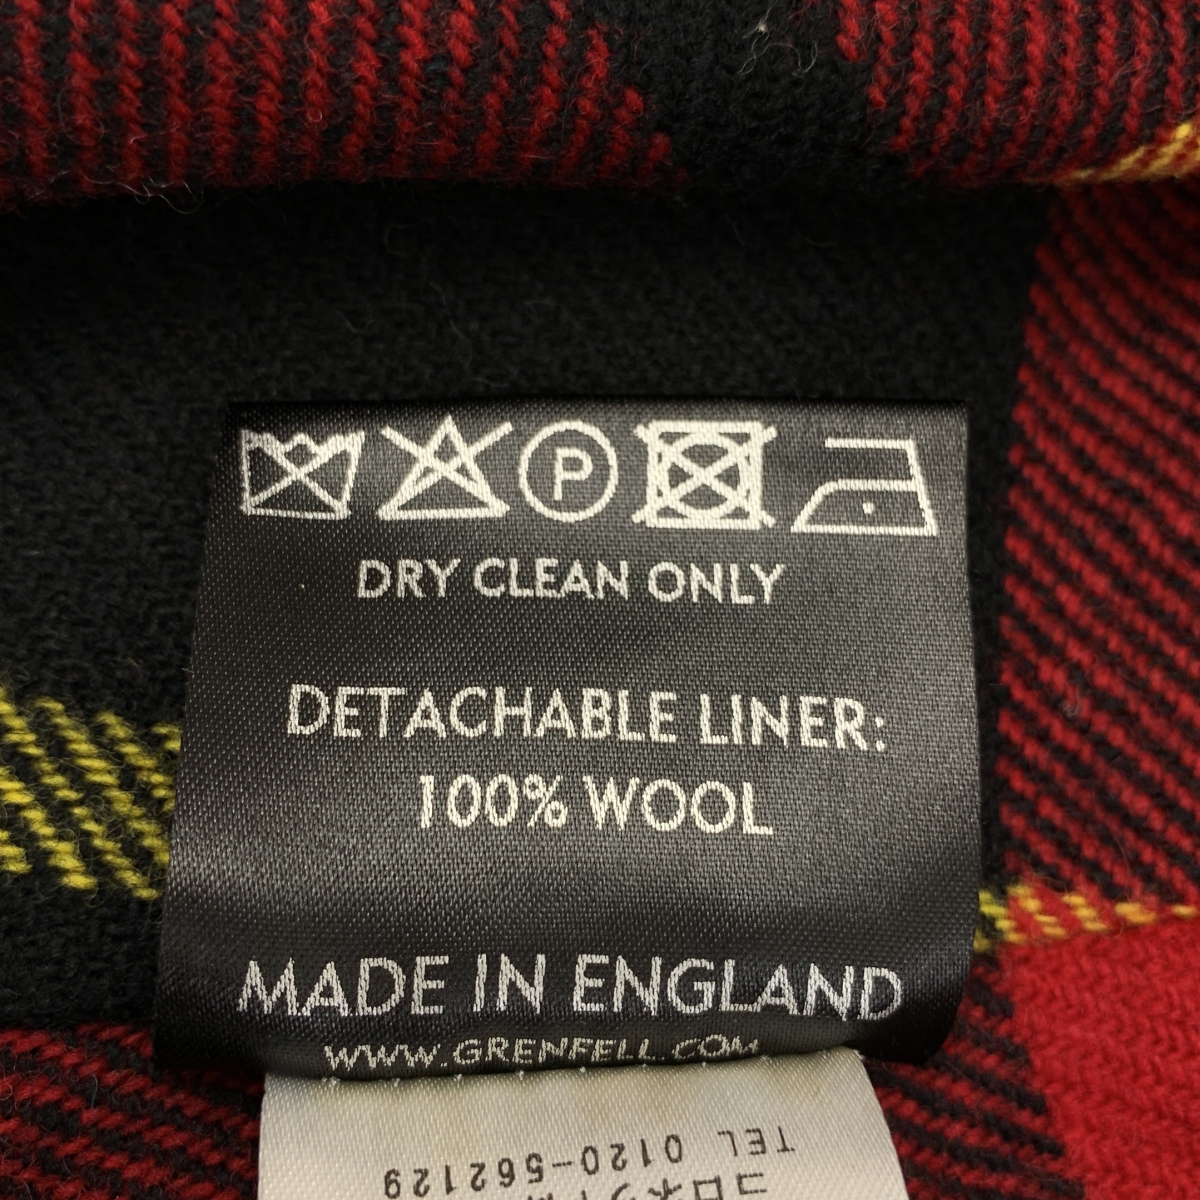 P
DRY CLEAN ONLY
DETACHABLE LINER:
100% WOOL
MADE IN ENGLAND
WWW.GRENFELL.COM
TEL 0120-562129